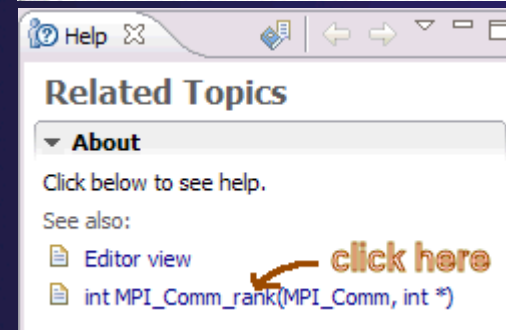 Help
Related Topics
About
Click below to see help.
See also:
Editor view
click here
int MPI_Comm_rank(MPI_Comm, int *)